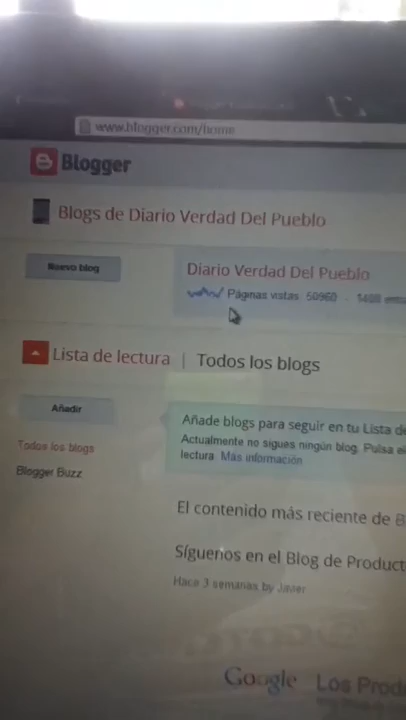 www.blogger.com/home
Blogger
Blogs de Diario Verdad Del Pueblo
Nuevo blog
Diario Verdad Del Pueblo
Páginas vistas: 50960 -
Lista de lectura | Todos los blogs
Añadir
Añade blogs para seguir en tu Lista de
Actualmente no sigues ningún blog. Pulsa
lectura. Más información
Todos los blogs
Blogger Buzz
El contenido más reciente de B
Síguenos en el Blog de Product
Hace 3 semanas by Javier
Google Los Prod